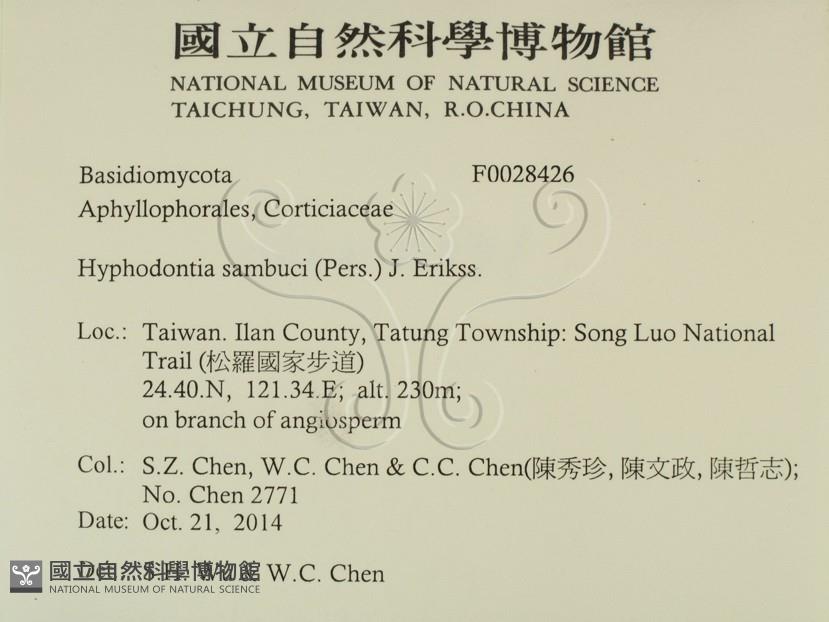 國立自然科學博物館
NATIONAL MUSEUM OF NATURAL SCIENCE
TAICHUNG, TAIWAN, R.O.CHINA
Basidiomycota F0028426
Aphyllophorales, Corticiaceae
Hyphodontia sambuci (Pers.) J. Erikss.
Loc.: Taiwan. Ilan County, Tatung Township: Song Luo National
Trail (松羅國家步道)
24.40.N, 121.34.E; alt. 230m;
on branch of angiosperm
Col.: S.Z. Chen, W.C. Chen & C.C. Chen(陳秀珍, 陳文政, 陳哲志);
No. Chen 2771
Date: Oct. 21, 2014
W.C. Chen
國立自然科學博物館
NATIONAL MUSEUM OF NATURAL SCIENCE